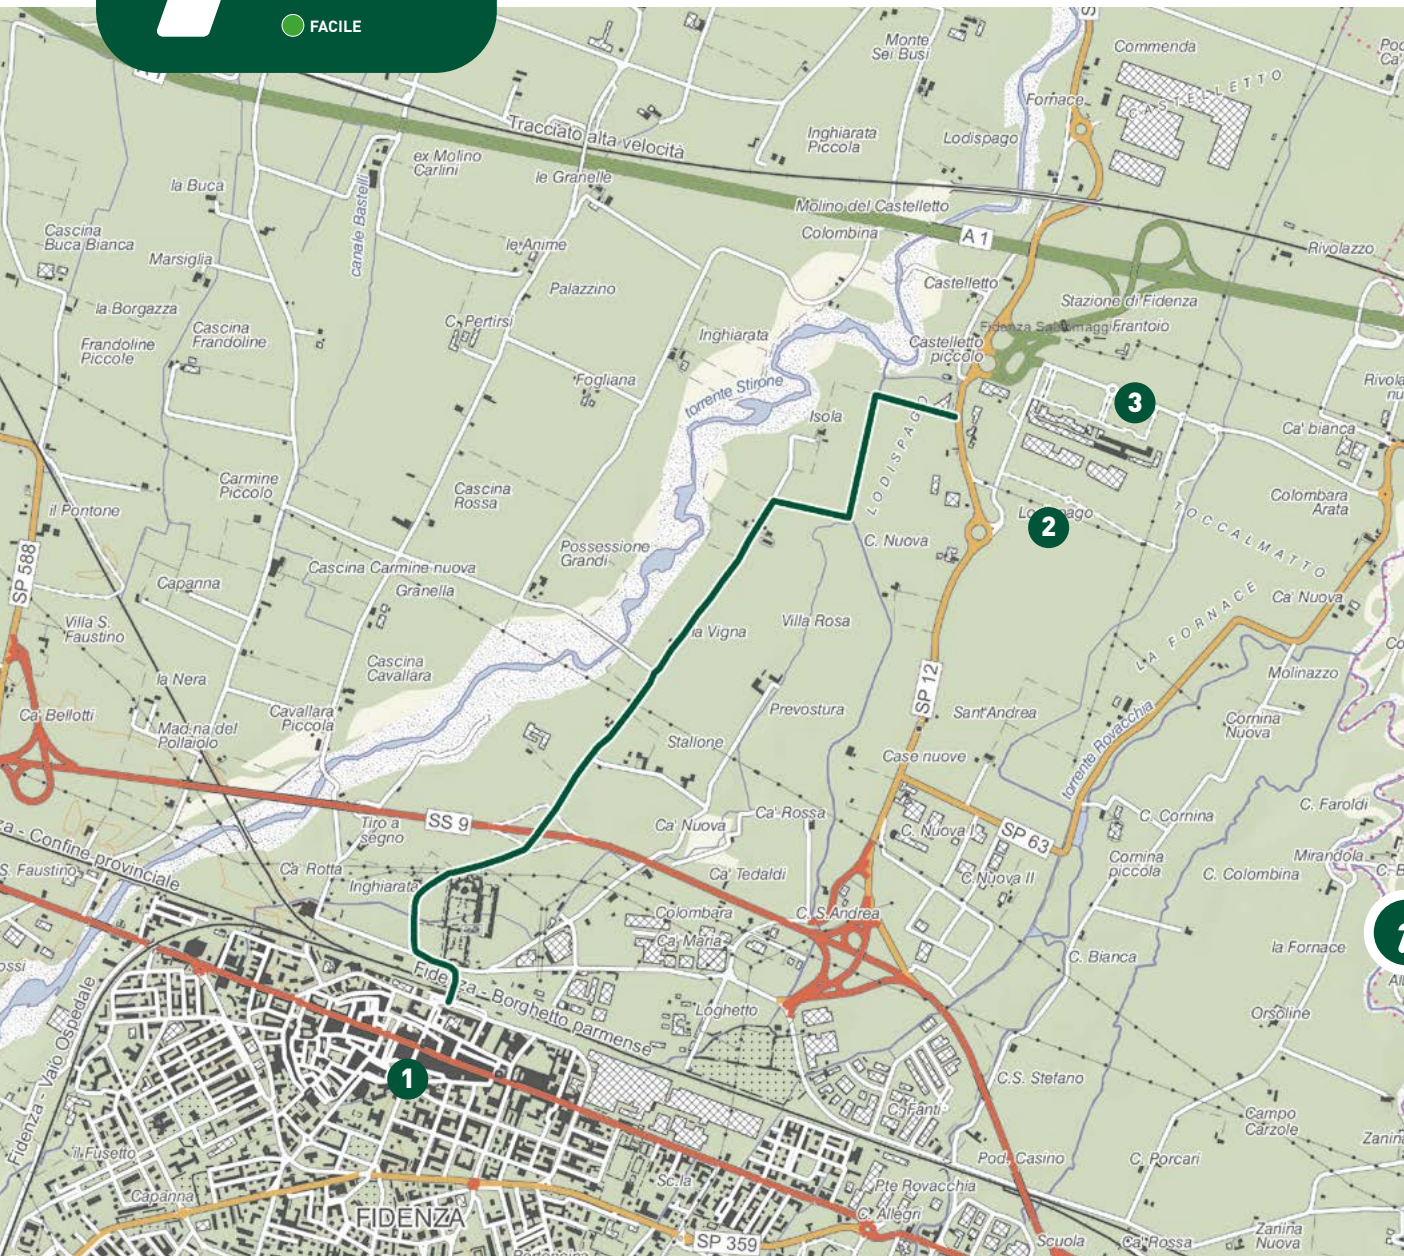 FACILE
Monte
Sei Busi
Commenda
CASTELLETTO
Fornace
Tracciato alta velocità
Inghiarata
Piccola
Lodispago
ex Molino
Carlini
le Granelle
la Buca
canale Bastelli
Molino del Castelletto
Colombina
A 1
Cascina
Buca Bianca
Marsiglia
le Anime
Rivolazzo
Palazzino
Castelletto
Stazione di Fidenza
la Borgazza
Cascina
Frandoline
Frandoline
Piccole
C. Pertirsi
Inghiarata
Frantoio
Castelletto
piccolo
Fogliana
torrente Stirone
Isola
3
Ca' bianca
C. LODISPAGO
Carmine
Piccolo
Cascina
Rossa
Colombara
Arata
il Pontone
2
TOCCALMATTO
C. Nuova
Possessione
Grandi
SP 588
Cascina Carmine nuova
Capanna
Granella
Ca' Nuova
LA FORNACE
Villa S.
Faustino
la Vigna
Villa Rosa
Cascina
Cavallara
la Nera
SP 12
Molinazzo
Ca' Bellotti
Mad.na del
Pollaiolo
Cavallara
Piccola
Prevostura
Sant'Andrea
torrente Rovacchia
Cornina
Nuova
Stallone
Case nuove
Tiro a
segno
SS 9
Ca' Nuova
Ca' Rossa
C. Nuova I
SP 63
C. Cornina
C. Faroldi
Confine provinciale
S. Faustino
Ca' Rotta
Inghiarata
Ca' Tedaldi
C. Nuova II
Cornina
piccola
C. Colombina
Mirandola
Colombara
C. S.Andrea
Ca' Maria
C. Bianca
la Fornace
Fidenza - Borghetto parmense
Fidenza - Vaio Ospedale
Loghetto
Orsoline
1
C.S. Stefano
C. Fanti
Campo
Carzole
il Fusetto
Pod. Casino
C. Porcari
Capanna
Sc.la
Pte Rovacchia
FIDENZA
C. Allegri
SP 359
Scuola
Ca' Rossa
Zanina
Nuova